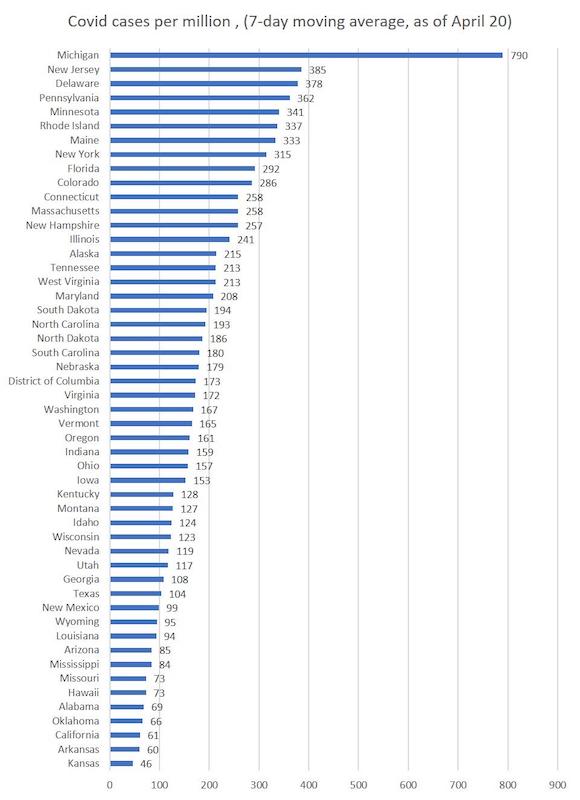 Covid cases per million , (7-day moving average, as of April 20)
Michigan 790
New Jersey 385
Delaware 378
Pennsylvania 362
Minnesota 341
Rhode Island 337
Maine 333
New York 315
Florida 292
Colorado 286
Connecticut 258
Massachusetts 258
New Hampshire 257
Illinois 241
Alaska 215
Tennessee 213
West Virginia 213
Maryland 208
South Dakota 194
North Carolina 193
North Dakota 186
South Carolina 180
Nebraska 179
District of Columbia 173
Virginia 172
Washington 167
Vermont 165
Oregon 161
Indiana 159
Ohio 157
Iowa 153
Kentucky 128
Montana 127
Idaho 124
Wisconsin 123
Nevada 119
Utah 117
Georgia 108
Texas 104
New Mexico 99
Wyoming 95
Louisiana 94
Arizona 85
Mississippi 84
Missouri 73
Hawaii 73
Alabama 69
Oklahoma 66
California 61
Arkansas 60
Kansas 46
0 100 200 300 400 500 600 700 800 900